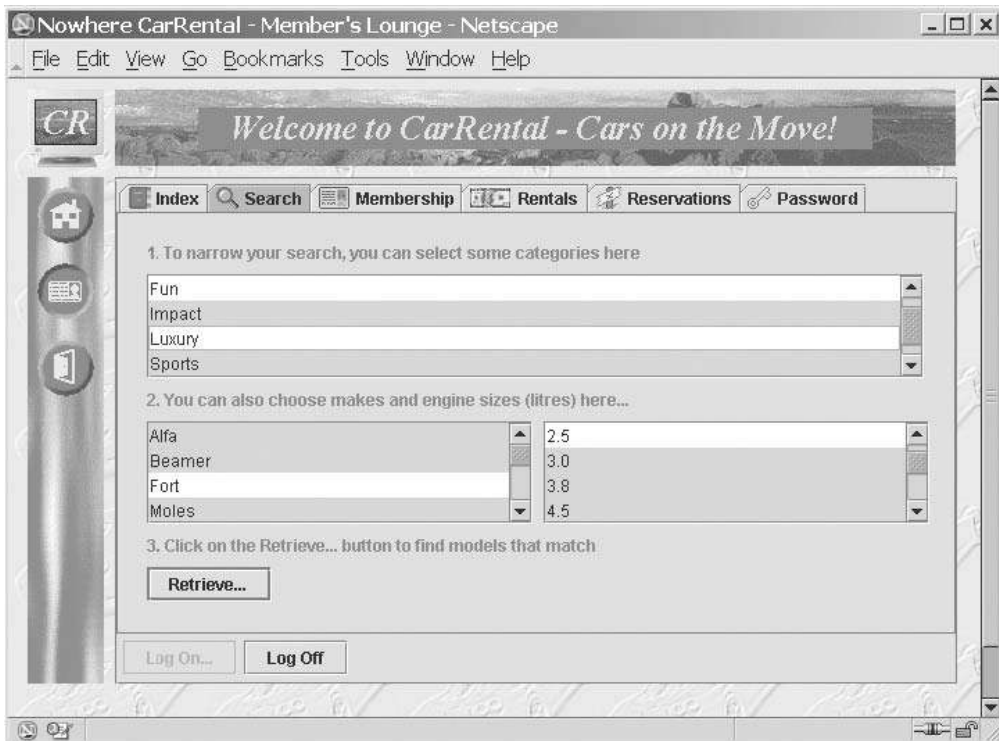 Nowhere CarRental - Member's Lounge - Netscape
File Edit View Go Bookmarks Tools Window Help
CR
Welcome to CarRental - Cars on the Move!
Index Search Membership Rentals Reservations Password
1. To narrow your search, you can select some categories here
Fun
Impact
Luxury
Sports
2. You can also choose makes and engine sizes (litres) here...
Alfa
Beamer
Fort
Moles
2.5
3.0
3.8
4.5
3. Click on the Retrieve... button to find models that match
Retrieve...
Log On... Log Off